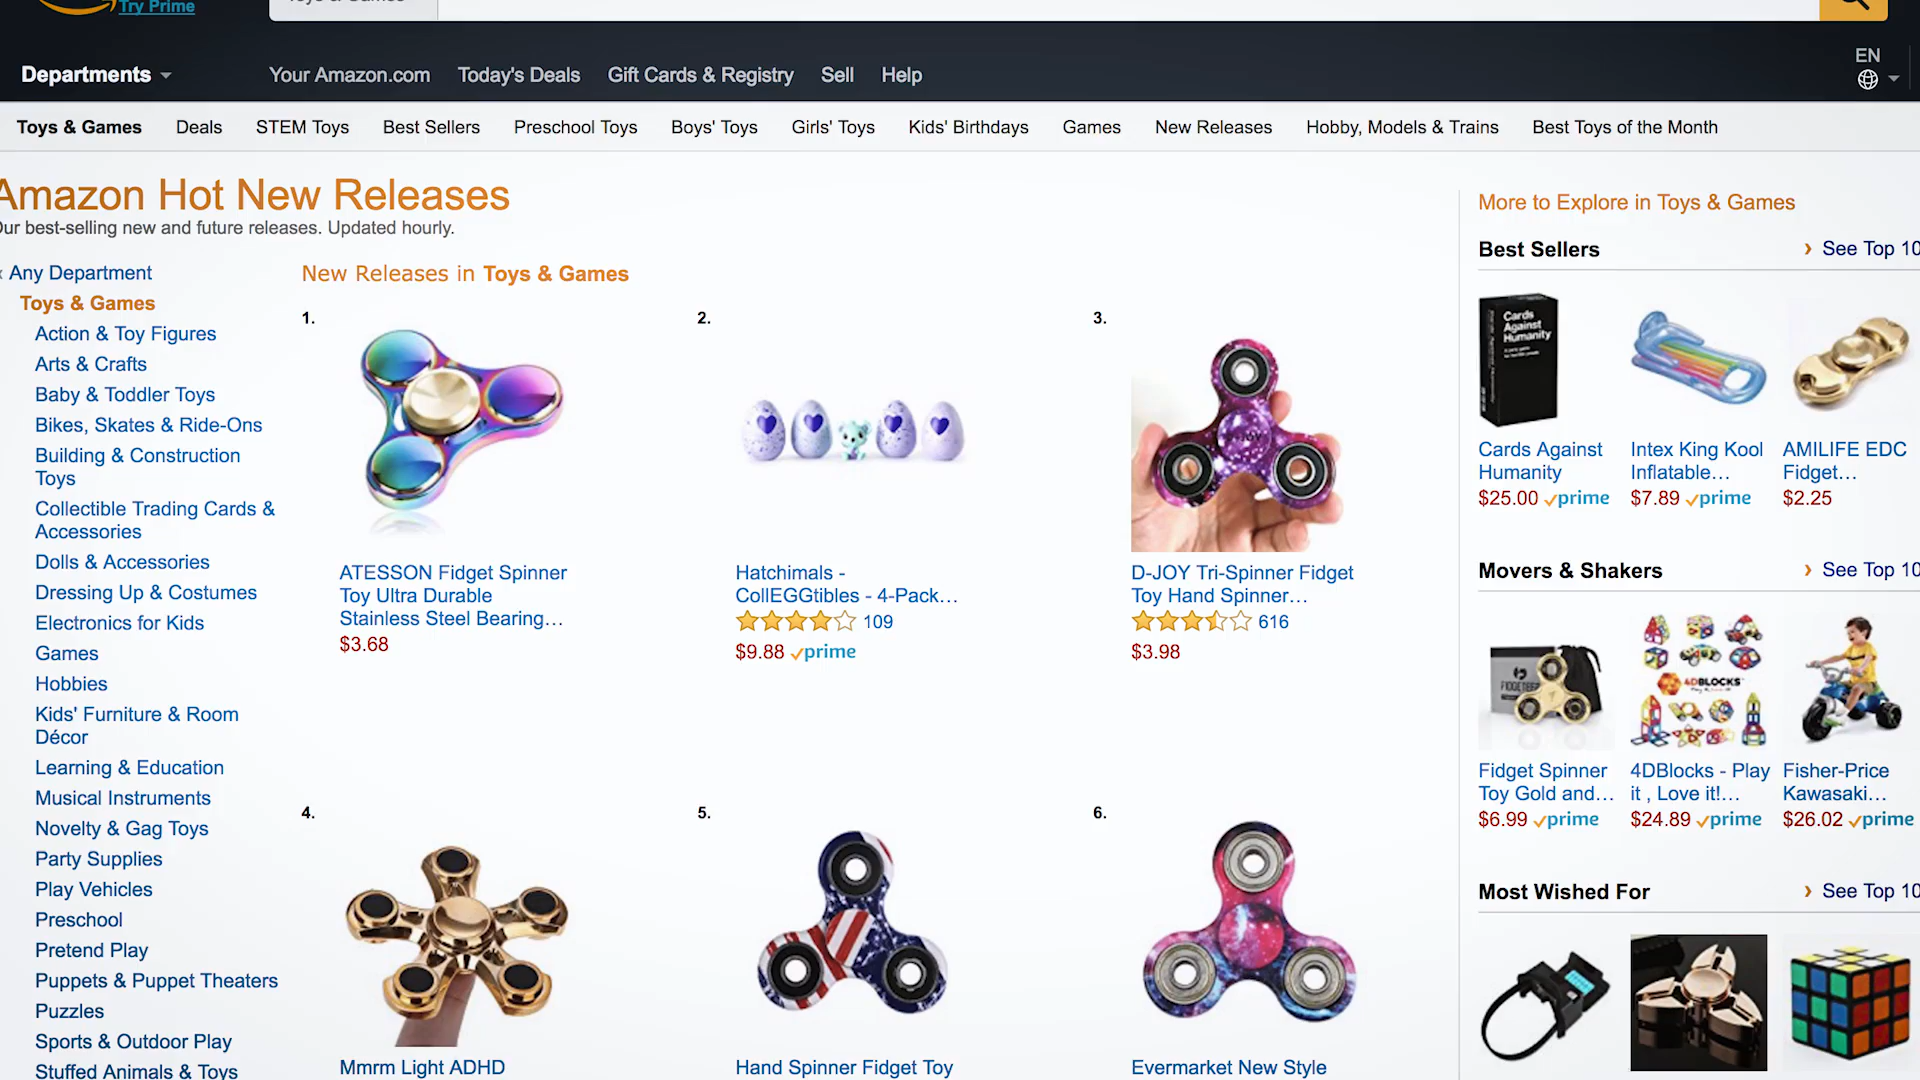 Try Prime
Departments
Your Amazon.com
Today's Deals
Gift Cards & Registry
Sell
Help
EN
Toys & Games
Deals
STEM Toys
Best Sellers
Preschool Toys
Boys' Toys
Girls' Toys
Kids' Birthdays
Games
New Releases
Hobby, Models & Trains
Best Toys of the Month
Amazon Hot New Releases
Our best-selling new and future releases. Updated hourly.
‹ Any Department
Toys & Games
Action & Toy Figures
Arts & Crafts
Baby & Toddler Toys
Bikes, Skates & Ride-Ons
Building & Construction
Toys
Collectible Trading Cards &
Accessories
Dolls & Accessories
Dressing Up & Costumes
Electronics for Kids
Games
Hobbies
Kids' Furniture & Room
Décor
Learning & Education
Musical Instruments
Novelty & Gag Toys
Party Supplies
Play Vehicles
Preschool
Pretend Play
Puppets & Puppet Theaters
Puzzles
Sports & Outdoor Play
Stuffed Animals & Toys
New Releases in Toys & Games
1.
ATESSON Fidget Spinner
Toy Ultra Durable
Stainless Steel Bearing…
$3.68
2.
Hatchimals -
CollEGGtibles - 4-Pack…
109
$9.88 prime
3.
D-JOY Tri-Spinner Fidget
Toy Hand Spinner…
616
$3.98
4.
Mmrm Light ADHD
5.
Hand Spinner Fidget Toy
6.
Evermarket New Style
More to Explore in Toys & Games
Best Sellers
› See Top 10
Cards
Against
Humanity
Cards Against
Humanity
$25.00 prime
Intex King Kool
Inflatable…
$7.89 prime
AMILIFE EDC
Fidget…
$2.25
Movers & Shakers
› See Top 10
4DBLOCKS
Fidget Spinner
Toy Gold and…
$6.99 prime
4DBlocks - Play
it , Love it!…
$24.89 prime
Fisher-Price
Kawasaki…
$26.02 prime
Most Wished For
› See Top 10